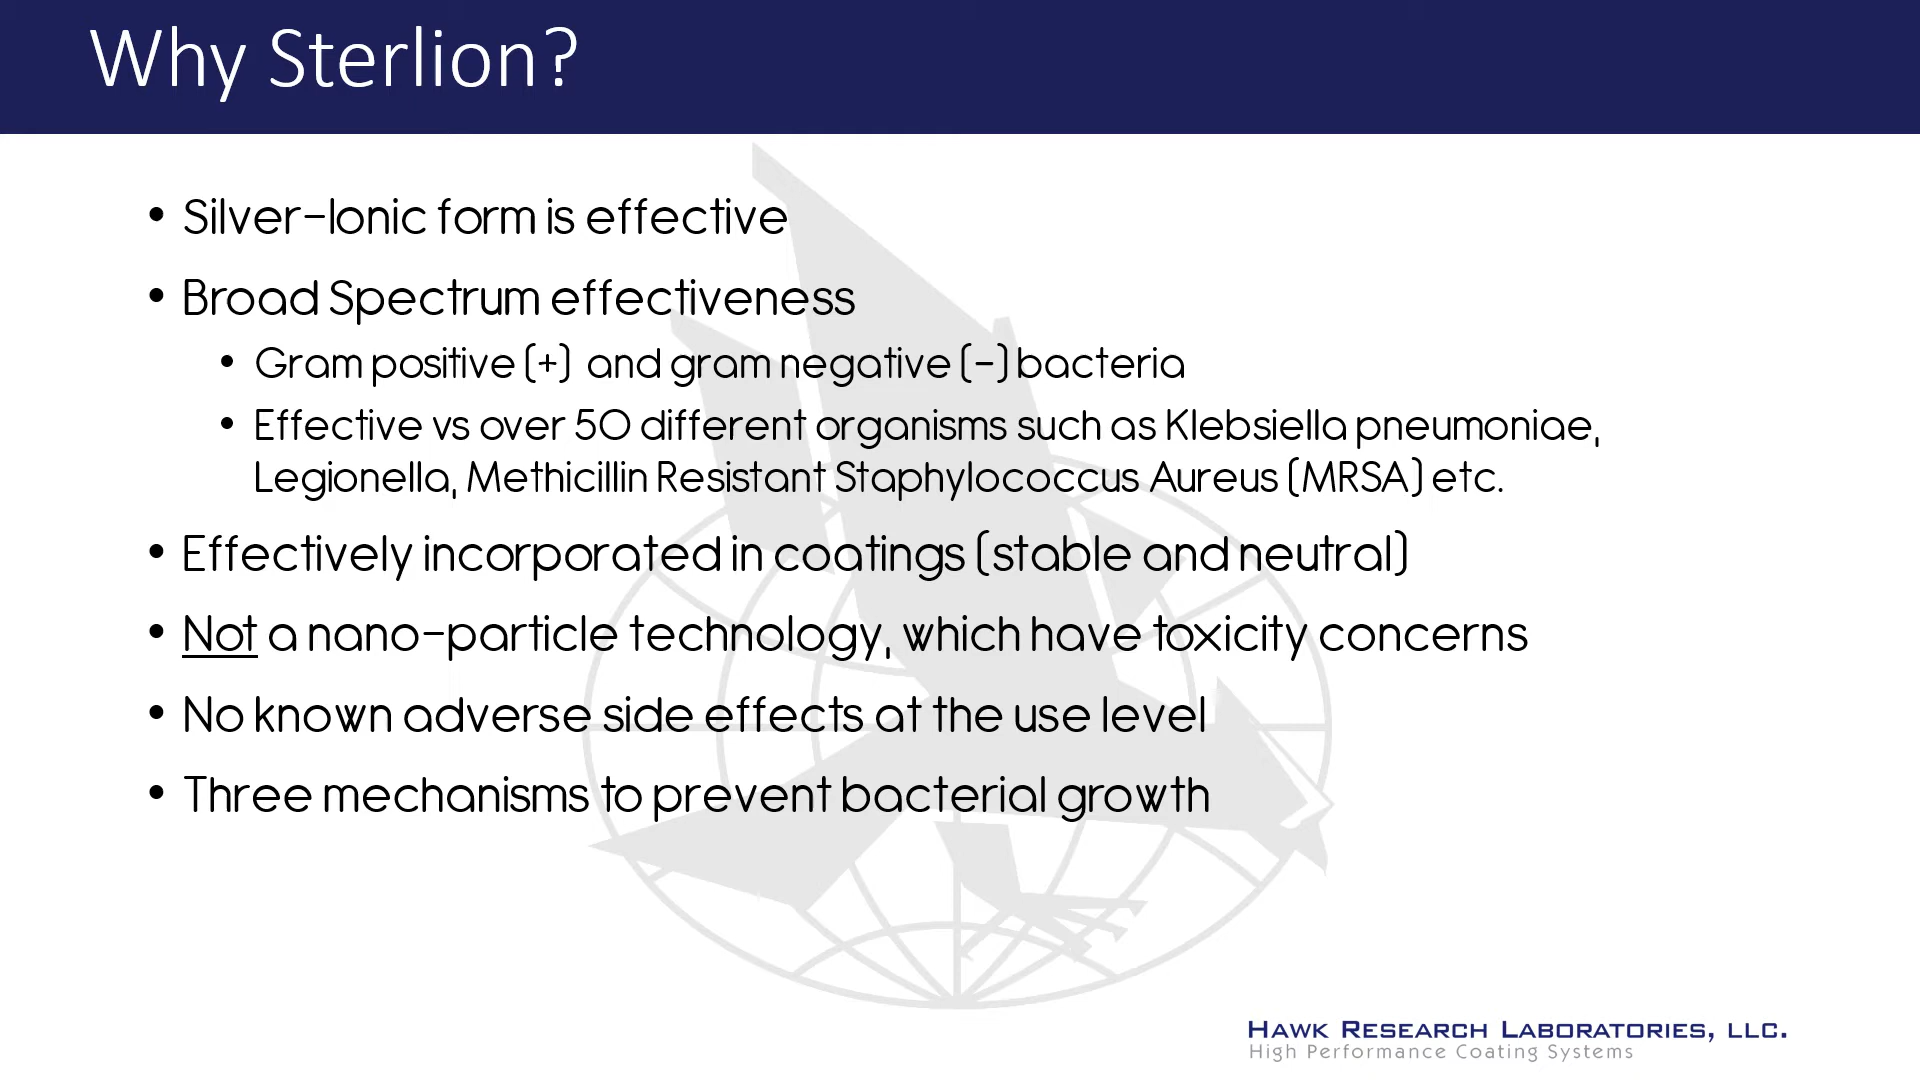 Why Sterlion?
• Silver-Ionic form is effective
• Broad Spectrum effectiveness
• Gram positive (+) and gram negative (-) bacteria
• Effective vs over 50 different organisms such as Klebsiella pneumoniae,
Legionella, Methicillin Resistant Staphylococcus Aureus (MRSA) etc.
• Effectively incorporated in coatings (stable and neutral)
• Not a nano-particle technology, which have toxicity concerns
• No known adverse side effects at the use level
• Three mechanisms to prevent bacterial growth
Hawk Research Laboratories, LLC.
High Performance Coating Systems